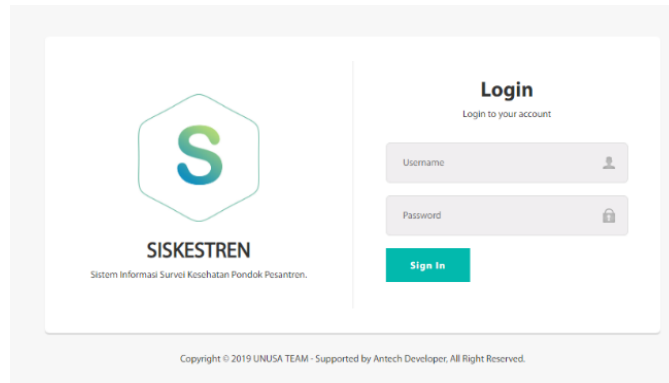 S
SISKESTREN
Sistem Informasi Survei Kesehatan Pondok Pesantren.
Login
Login to your account
Username
Password
Sign In
Copyright © 2019 UNUSA TEAM - Supported by Antech Developer, All Right Reserved.